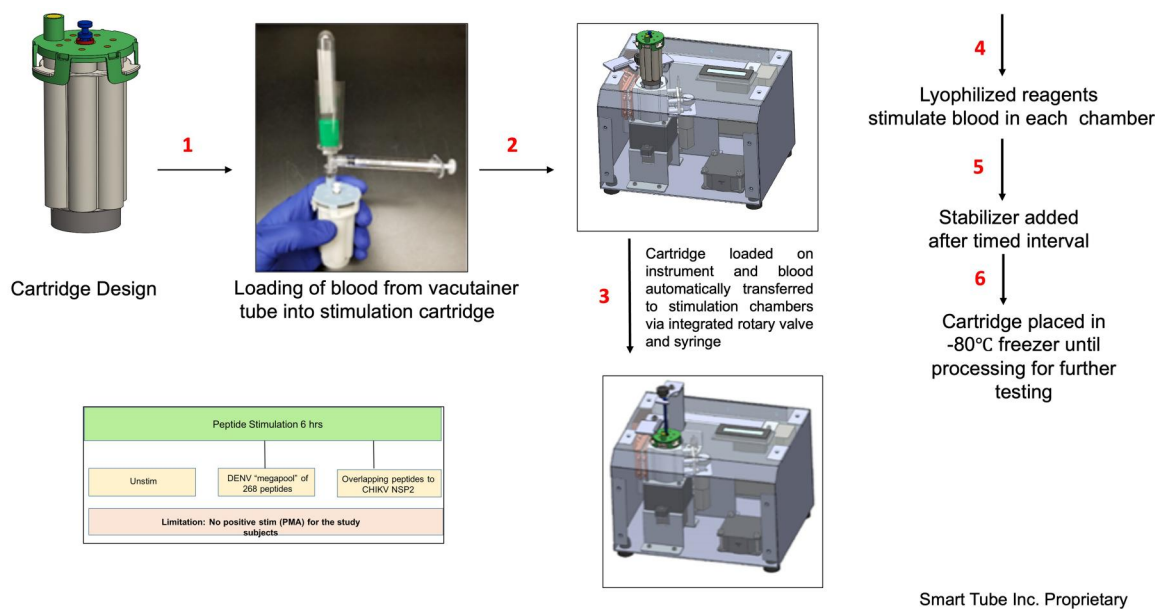 1
2
Cartridge Design
Loading of blood from vacutainer
tube into stimulation cartridge
3
Cartridge loaded on
instrument and blood
automatically transferred
to stimulation chambers
via integrated rotary valve
and syringe
4
Lyophilized reagents
stimulate blood in each chamber
5
Stabilizer added
after timed interval
6
Cartridge placed in
-80℃ freezer until
processing for further
testing
Peptide Stimulation 6 hrs
Unstim
DENV “megapool” of
268 peptides
Overlapping peptides to
CHIKV NSP2
Limitation: No positive stim (PMA) for the study
subjects
Smart Tube Inc. Proprietary